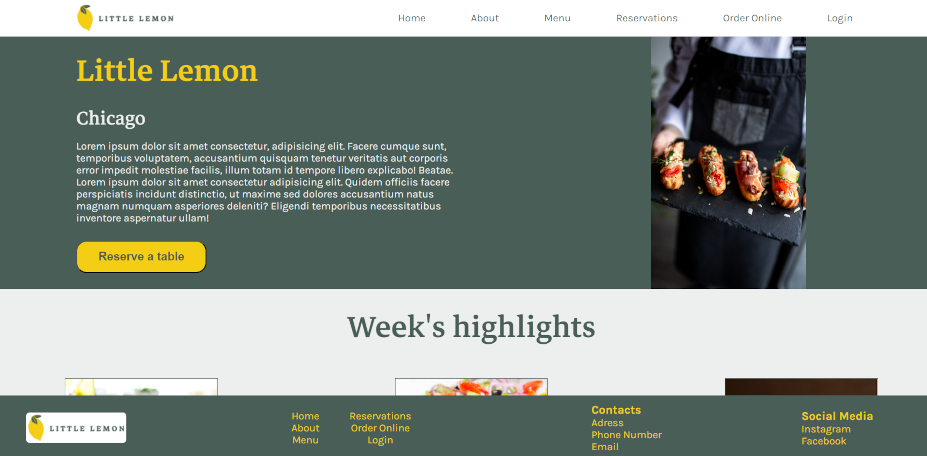 LITTLE LEMON
Home About Menu Reservations Order Online Login
Little Lemon
Chicago
Lorem ipsum dolor sit amet consectetur, adipisicing elit. Facere cumque sunt,
temporibus voluptatem, accusantium quisquam tenetur veritatis aut corporis
error impedit molestiae facilis, illum totam id tempore libero explicabo! Beatae.
Lorem ipsum dolor sit amet consectetur adipisicing elit. Quidem officiis facere
perspiciatis incidunt distinctio, ut maxime sed dolores accusantium natus
magnam numquam asperiores deleniti? Eligendi temporibus necessitatibus
inventore aspernatur ullam!
Reserve a table
Week's highlights
LITTLE LEMON
Home
About
Menu
Reservations
Order Online
Login
Contacts
Adress
Phone Number
Email
Social Media
Instagram
Facebook